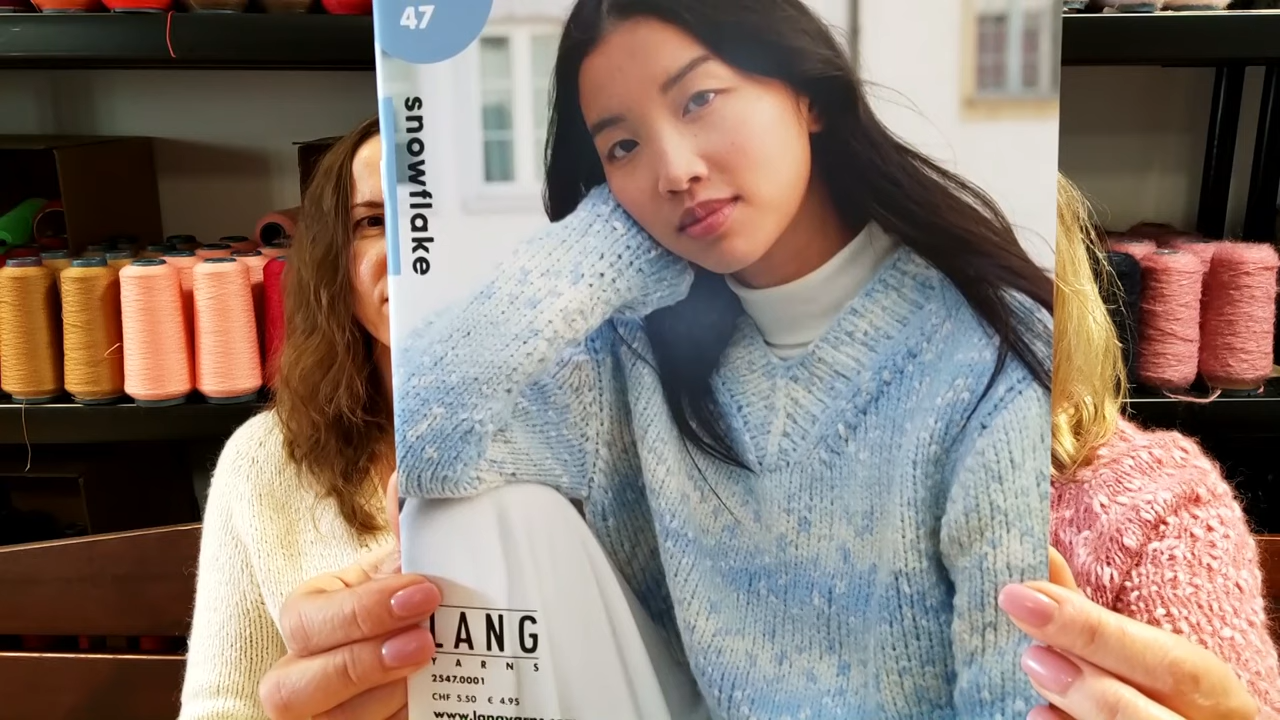 47
snowflake
LANG
YARNS
2547.0001
CHF 5.50 € 4.95